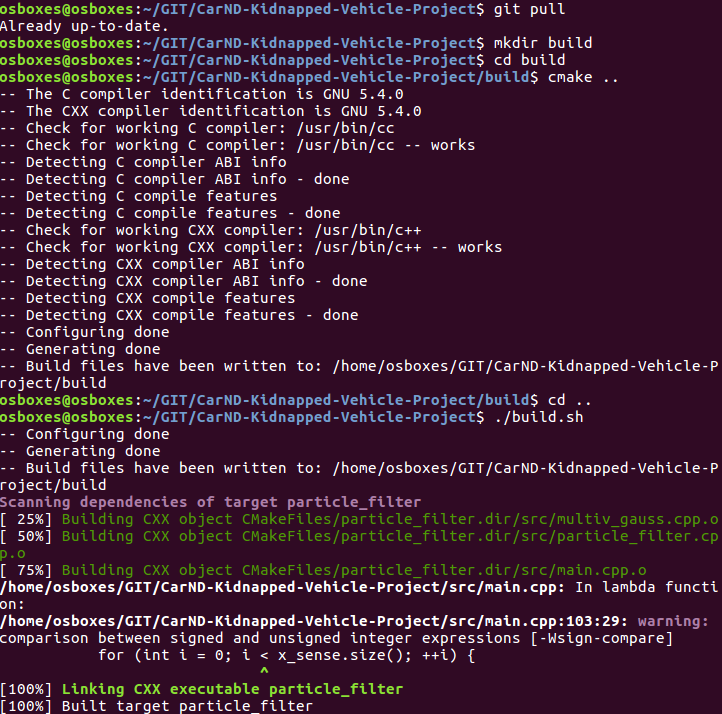 osboxes@osboxes:~/GIT/CarND-Kidnapped-Vehicle-Project$ git pull
Already up-to-date.
osboxes@osboxes:~/GIT/CarND-Kidnapped-Vehicle-Project$ mkdir build
osboxes@osboxes:~/GIT/CarND-Kidnapped-Vehicle-Project$ cd build
osboxes@osboxes:~/GIT/CarND-Kidnapped-Vehicle-Project/build$ cmake ..
-- The C compiler identification is GNU 5.4.0
-- The CXX compiler identification is GNU 5.4.0
-- Check for working C compiler: /usr/bin/cc
-- Check for working C compiler: /usr/bin/cc -- works
-- Detecting C compiler ABI info
-- Detecting C compiler ABI info - done
-- Detecting C compile features
-- Detecting C compile features - done
-- Check for working CXX compiler: /usr/bin/c++
-- Check for working CXX compiler: /usr/bin/c++ -- works
-- Detecting CXX compiler ABI info
-- Detecting CXX compiler ABI info - done
-- Detecting CXX compile features
-- Detecting CXX compile features - done
-- Configuring done
-- Generating done
-- Build files have been written to: /home/osboxes/GIT/CarND-Kidnapped-Vehicle-P
roject/build
osboxes@osboxes:~/GIT/CarND-Kidnapped-Vehicle-Project/build$ cd ..
osboxes@osboxes:~/GIT/CarND-Kidnapped-Vehicle-Project$ ./build.sh
-- Configuring done
-- Generating done
-- Build files have been written to: /home/osboxes/GIT/CarND-Kidnapped-Vehicle-P
roject/build
Scanning dependencies of target particle_filter
[ 25%] Building CXX object CMakeFiles/particle_filter.dir/src/multiv_gauss.cpp.o
[ 50%] Building CXX object CMakeFiles/particle_filter.dir/src/particle_filter.cp
p.o
[ 75%] Building CXX object CMakeFiles/particle_filter.dir/src/main.cpp.o
/home/osboxes/GIT/CarND-Kidnapped-Vehicle-Project/src/main.cpp: In lambda functi
on:
/home/osboxes/GIT/CarND-Kidnapped-Vehicle-Project/src/main.cpp:103:29: warning:
comparison between signed and unsigned integer expressions [-Wsign-compare]
for (int i = 0; i < x_sense.size(); ++i) {
^
[100%] Linking CXX executable particle_filter
[100%] Built target particle_filter